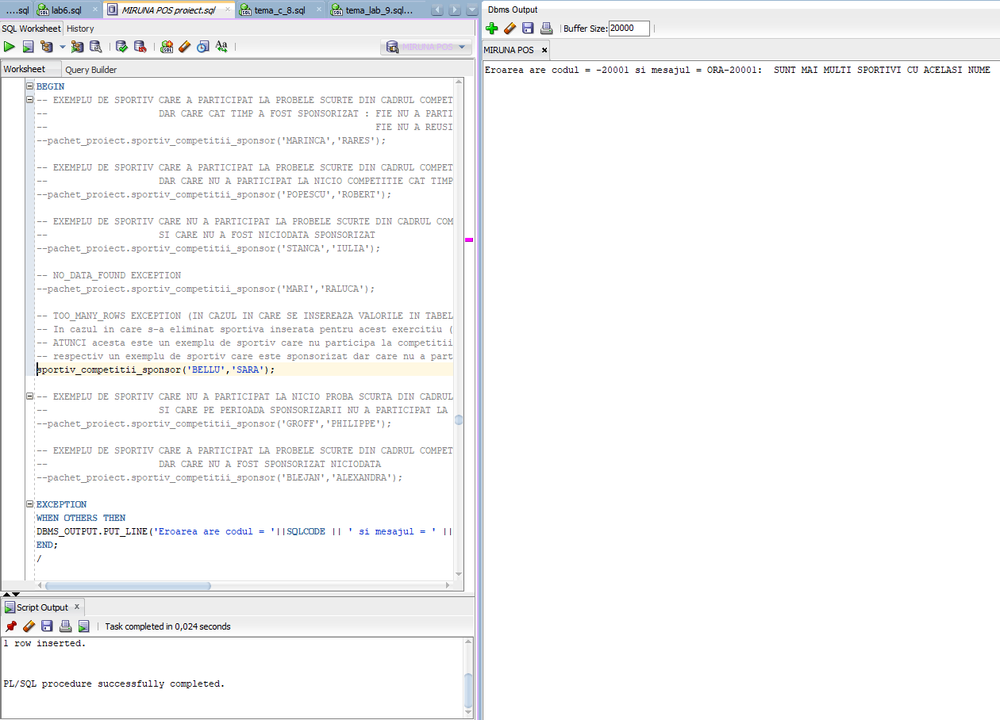 ....sql
lab6.sql
MIRUNA POS proiect.sql
tema_c_8.sql
tema_lab_9.sql...
SQL Worksheet History
MIRUNA POS
Worksheet Query Builder
BEGIN
-- EXEMPLU DE SPORTIV CARE A PARTICIPAT LA PROBELE SCURTE DIN CADRUL COMPET
-- DAR CARE CAT TIMP A FOST SPONSORIZAT : FIE NU A PARTI
-- FIE NU A REUSI
--pachet_proiect.sportiv_competitii_sponsor('MARINCA','RARES');
-- EXEMPLU DE SPORTIV CARE A PARTICIPAT LA PROBELE SCURTE DIN CADRUL COMPET
-- DAR CARE NU A PARTICIPAT LA NICIO COMPETITIE CAT TIMP
--pachet_proiect.sportiv_competitii_sponsor('POPESCU','ROBERT');
-- EXEMPLU DE SPORTIV CARE NU A PARTICIPAT LA PROBELE SCURTE DIN CADRUL COM
-- SI CARE NU A FOST NICIODATA SPONSORIZAT
--pachet_proiect.sportiv_competitii_sponsor('STANCA','IULIA');
-- NO_DATA_FOUND EXCEPTION
--pachet_proiect.sportiv_competitii_sponsor('MARI','RALUCA');
-- TOO_MANY_ROWS EXCEPTION (IN CAZUL IN CARE SE INSEREAZA VALORILE IN TABEL
-- In cazul in care s-a eliminat sportiva inserata pentru acest exercitiu (
-- ATUNCI acesta este un exemplu de sportiv care nu participa la competitii
-- respectiv un exemplu de sportiv care este sponsorizat dar care nu a part
sportiv_competitii_sponsor('BELLU','SARA');
-- EXEMPLU DE SPORTIV CARE NU A PARTICIPAT LA NICIO PROBA SCURTA DIN CADRUL
-- SI CARE PE PERIOADA SPONSORIZARII NU A PARTICIPAT LA
--pachet_proiect.sportiv_competitii_sponsor('GROFF','PHILIPPE');
-- EXEMPLU DE SPORTIV CARE A PARTICIPAT LA PROBELE SCURTE DIN CADRUL COMPET
-- DAR CARE NU A FOST SPONSORIZAT NICIODATA
--pachet_proiect.sportiv_competitii_sponsor('BLEJAN','ALEXANDRA');
EXCEPTION
WHEN OTHERS THEN
DBMS_OUTPUT.PUT_LINE('Eroarea are codul = '||SQLCODE || ' si mesajul = ' ||
END;
/
Script Output
Task completed in 0,024 seconds
1 row inserted.
PL/SQL procedure successfully completed.
Dbms Output
Buffer Size: 20000
MIRUNA POS
Eroarea are codul = -20001 si mesajul = ORA-20001: SUNT MAI MULTI SPORTIVI CU ACELASI NUME